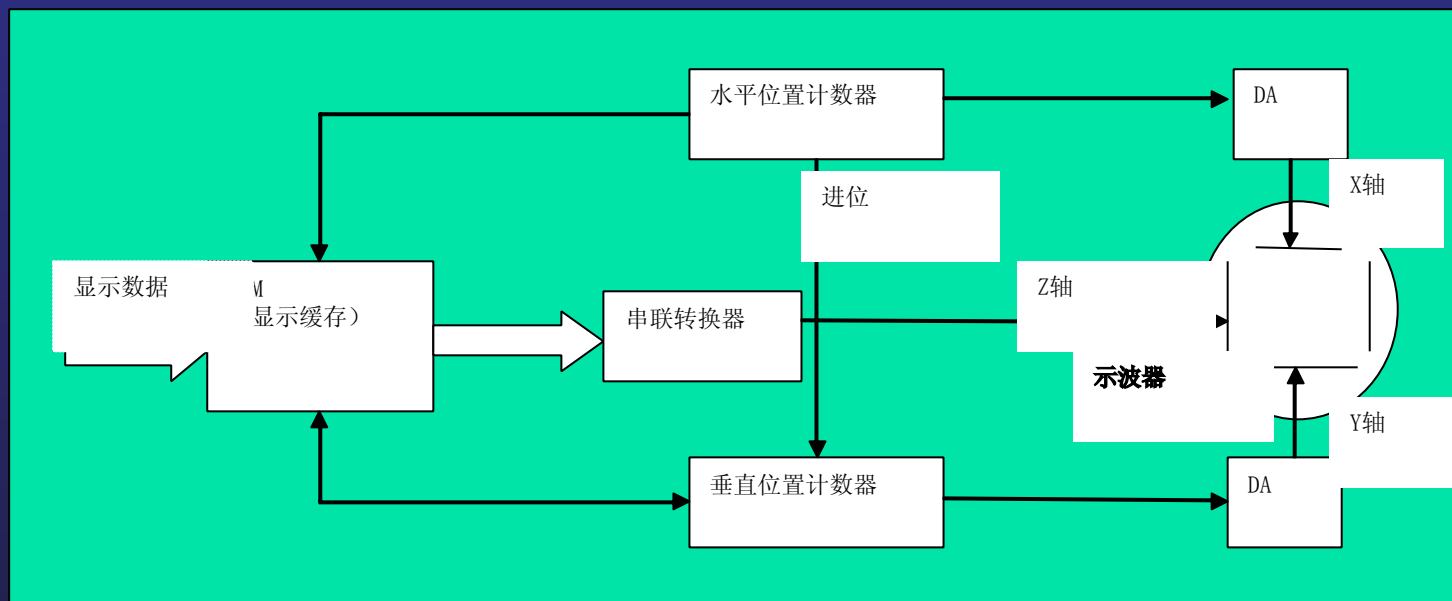 水平位置计数器
DA
进位
X轴
显示数据
M
显示缓存）
串联转换器
Z轴
示波器
Y轴
垂直位置计数器
DA